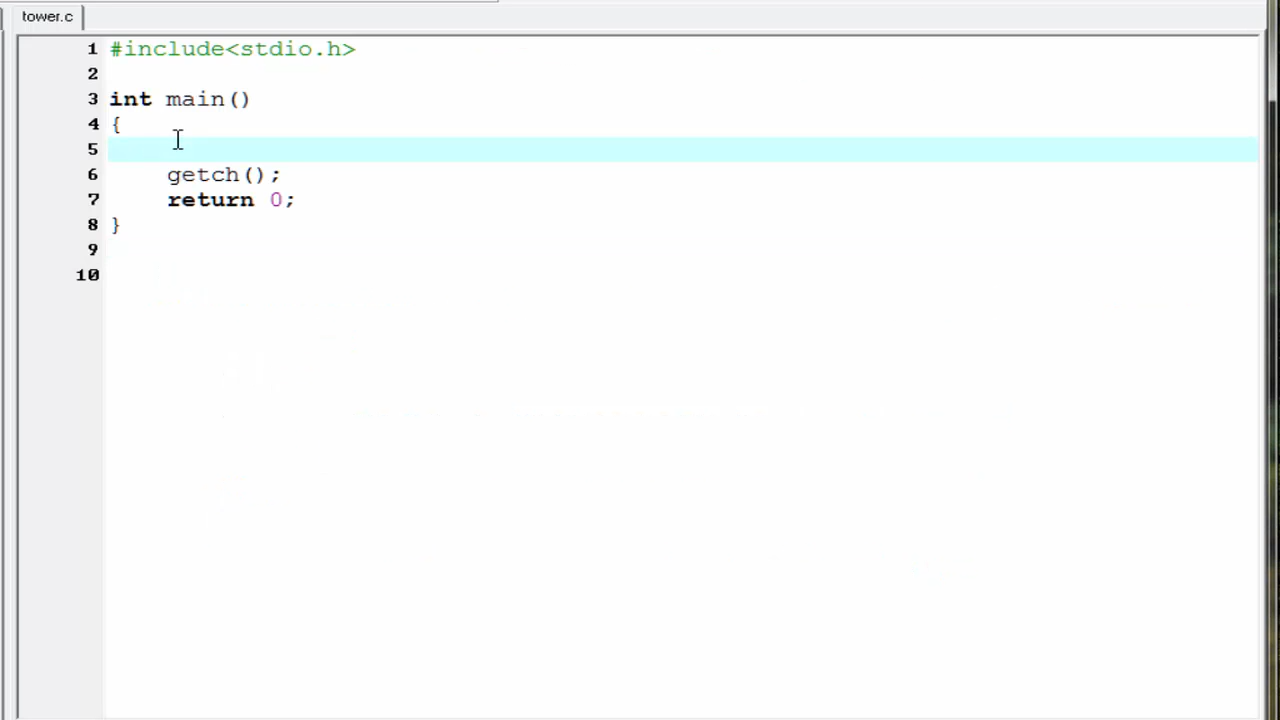 tower.c
1 #include<stdio.h>
2
3 int main()
4 {
5
6 getch();
7 return 0;
8 }
9
10